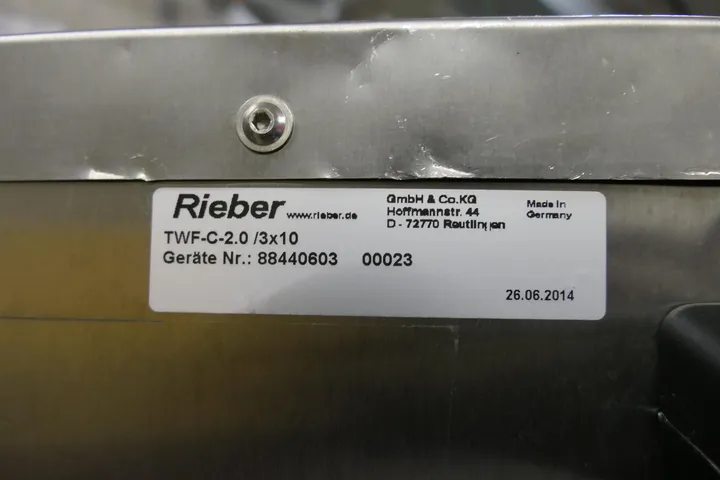 Rieber www.rieber.de
GmbH & Co.KG
Hoffmannstr. 44
D - 72770 Reutlingen
Made in
Germany
TWF-C-2.0 /3x10
Geräte Nr.: 88440603 00023
26.06.2014